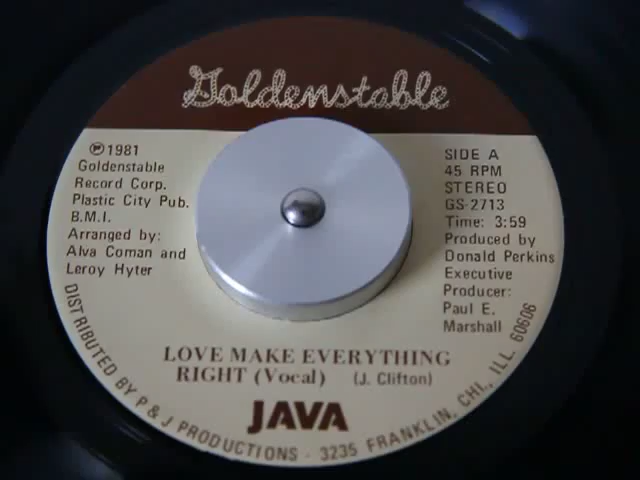 Goldenstable
℗1981
Goldenstable
Record Corp.
Plastic City Pub.
B.M.I.
Arranged by:
Alva Coman and
Leroy Hyter
SIDE A
45 RPM
STEREO
GS-2713
Time: 3:59
Produced by
Donald Perkins
Executive
Producer:
Paul E.
Marshall
LOVE MAKE EVERYTHING
RIGHT (Vocal) (J. Clifton)
JAVA
DISTRIBUTED BY P & J PRODUCTIONS - 3235 FRANKLIN, CHI., ILL. 60606